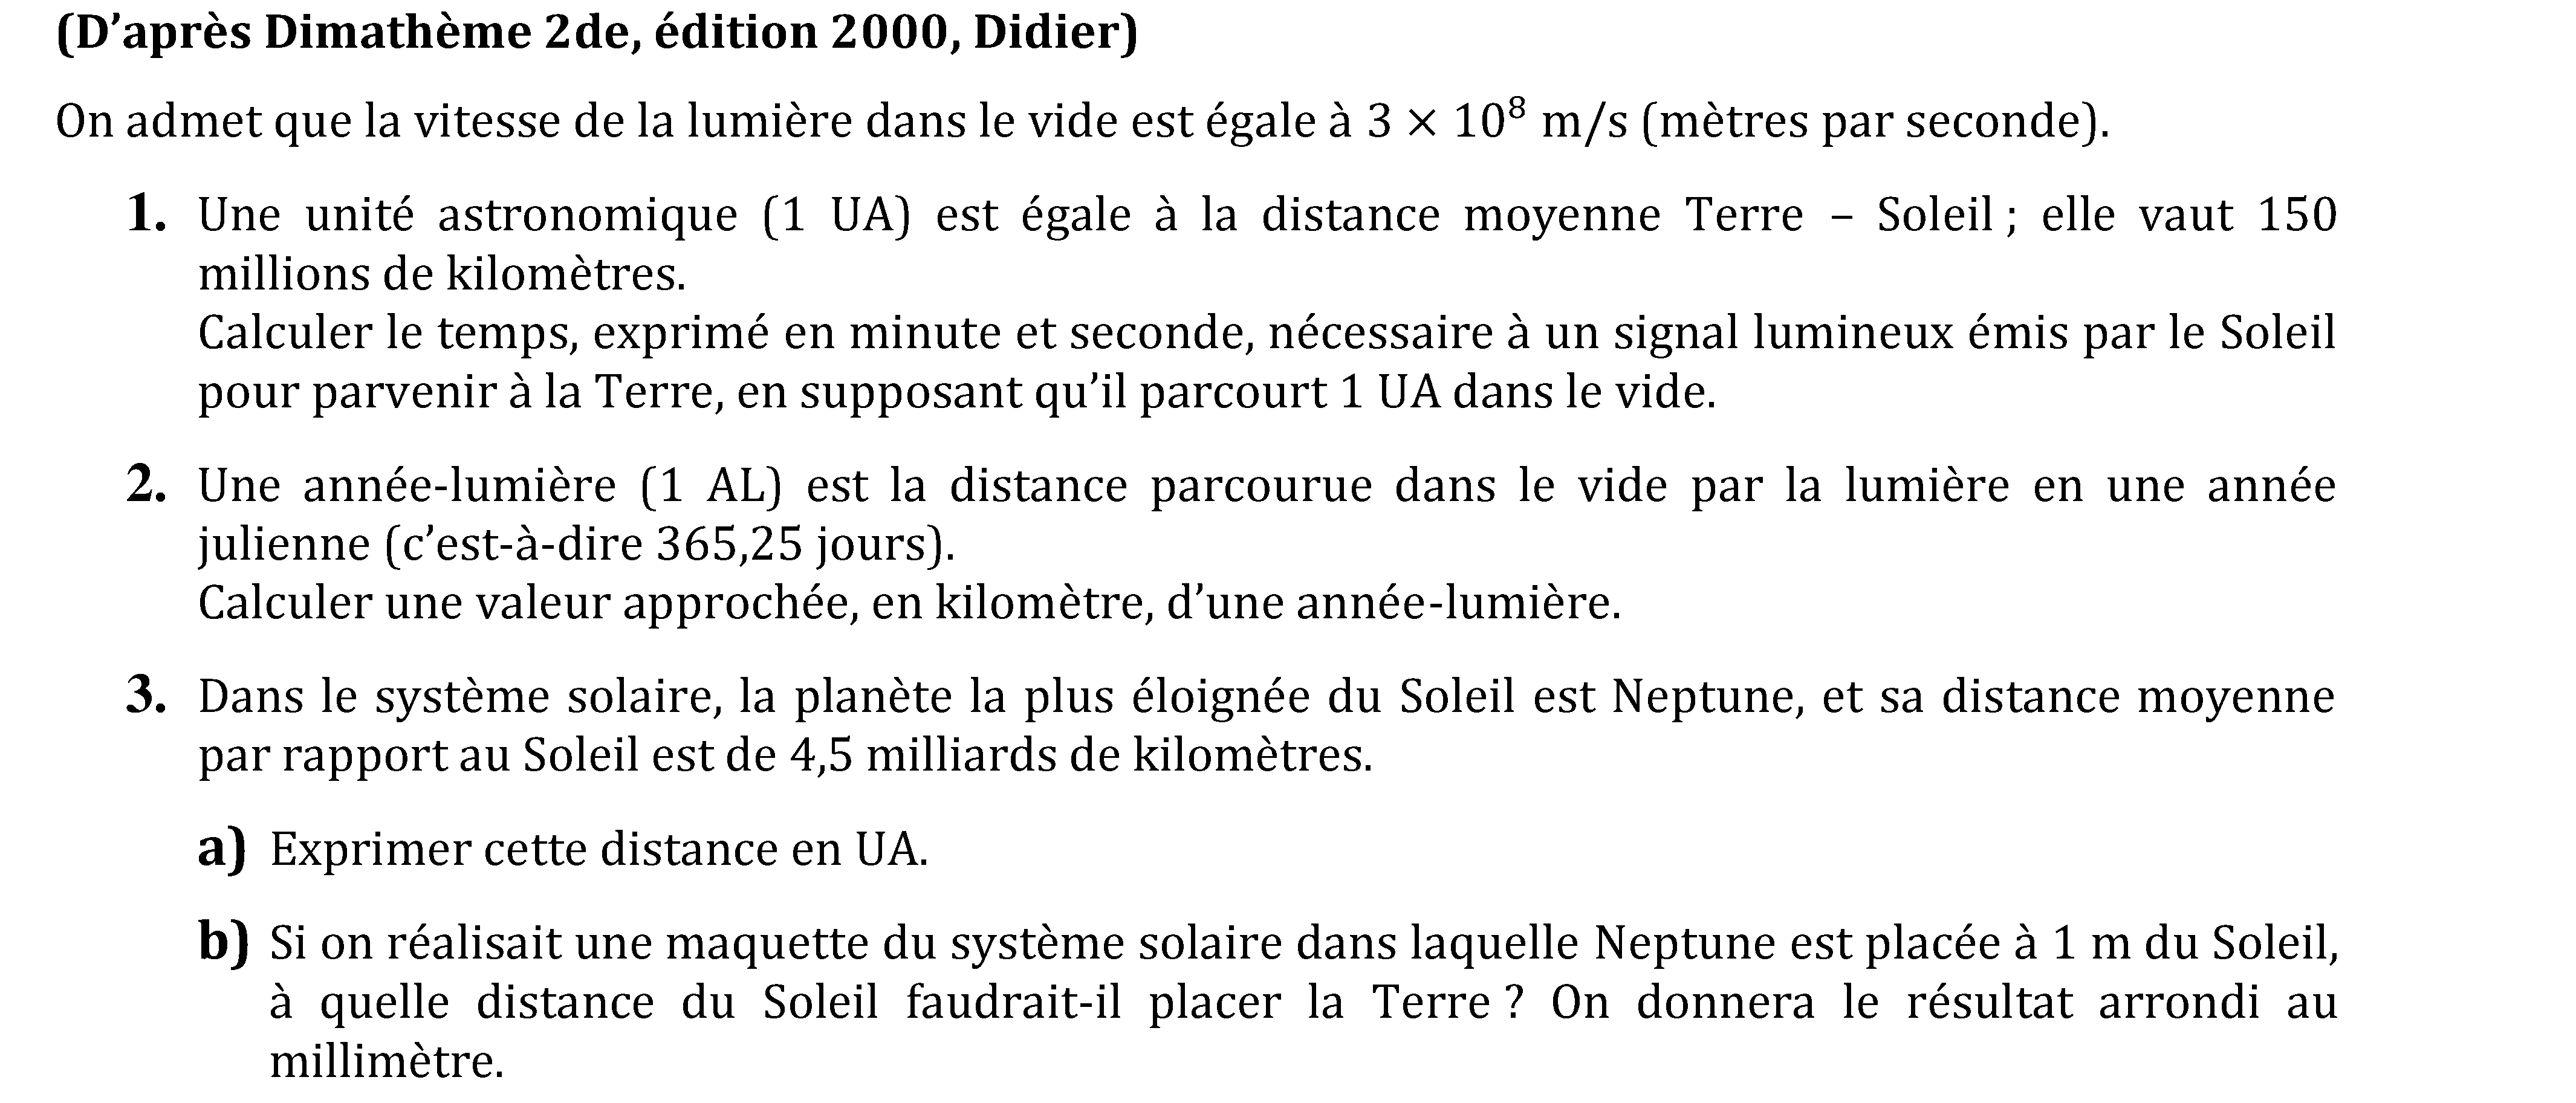 (D’après Dimathème 2de, édition 2000, Didier)
On admet que la vitesse de la lumière dans le vide est égale à 3 × 10⁸ m/s (mètres par seconde).
1. Une unité astronomique (1 UA) est égale à la distance moyenne Terre – Soleil ; elle vaut 150
millions de kilomètres.
Calculer le temps, exprimé en minute et seconde, nécessaire à un signal lumineux émis par le Soleil
pour parvenir à la Terre, en supposant qu’il parcourt 1 UA dans le vide.
2. Une année-lumière (1 AL) est la distance parcourue dans le vide par la lumière en une année
julienne (c’est-à-dire 365,25 jours).
Calculer une valeur approchée, en kilomètre, d’une année-lumière.
3. Dans le système solaire, la planète la plus éloignée du Soleil est Neptune, et sa distance moyenne
par rapport au Soleil est de 4,5 milliards de kilomètres.
a) Exprimer cette distance en UA.
b) Si on réalisait une maquette du système solaire dans laquelle Neptune est placée à 1 m du Soleil,
à quelle distance du Soleil faudrait-il placer la Terre ? On donnera le résultat arrondi au
millimètre.